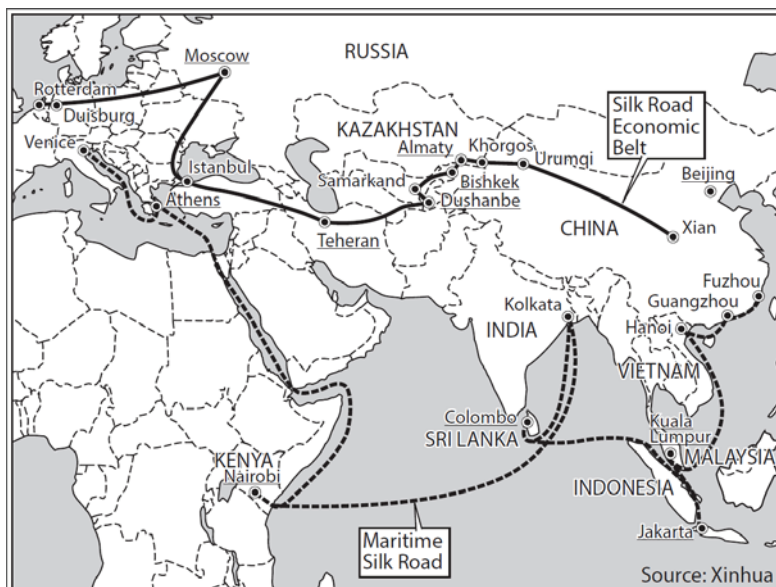 Moscow
RUSSIA
Rotterdam
Duisburg
Silk Road
Economic
Belt
KAZAKHSTAN
Almaty
Khorgos
Urumqi
Venice
Istanbul
Samarkand
Bishkek
Beijing
Athens
Dushanbe
Teheran
CHINA
Xian
Fuzhou
Kolkata
Guangzhou
INDIA
Hanoi
VIETNAM
Colombo
SRI LANKA
Kuala
Lumpur
MALAYSIA
KENYA
Nairobi
INDONESIA
Maritime
Silk Road
Jakarta
Source: Xinhua